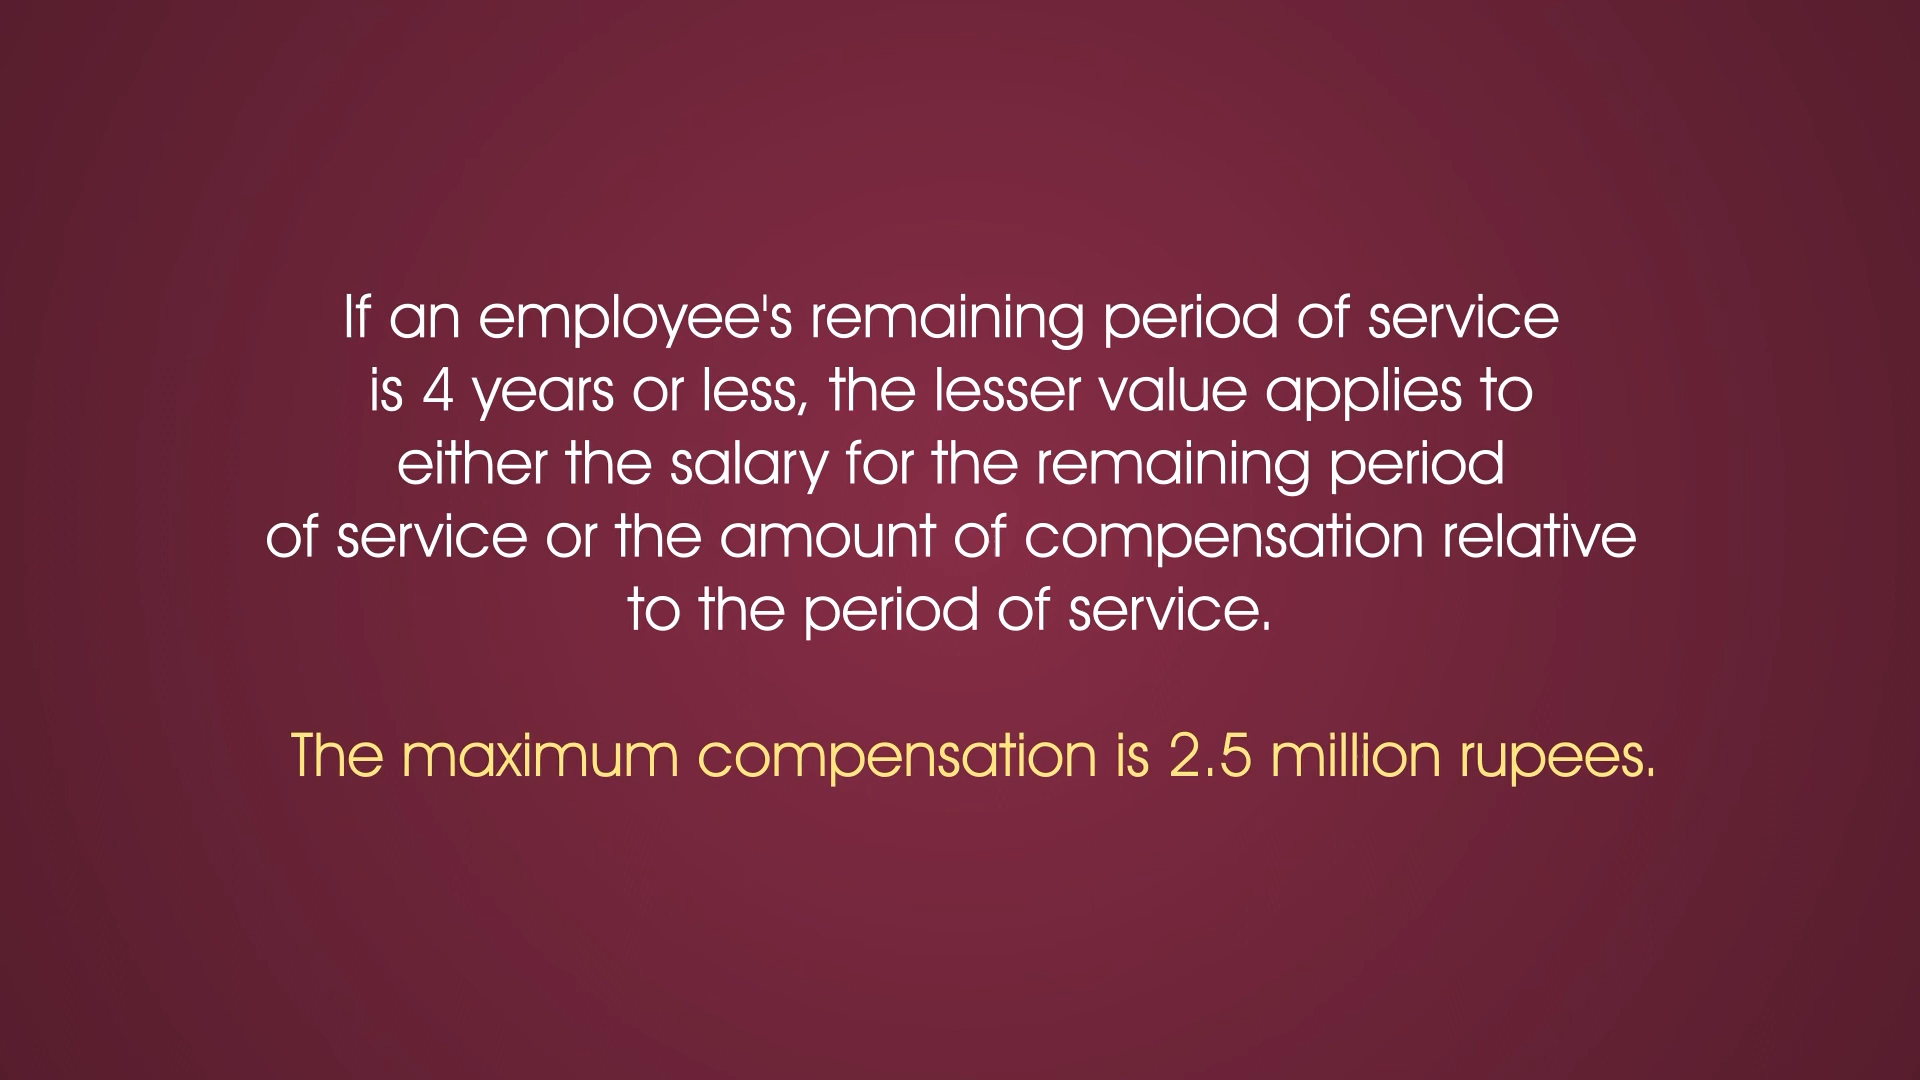 If an employee's remaining period of service
is 4 years or less, the lesser value applies to
either the salary for the remaining period
of service or the amount of compensation relative
to the period of service.
The maximum compensation is 2.5 million rupees.